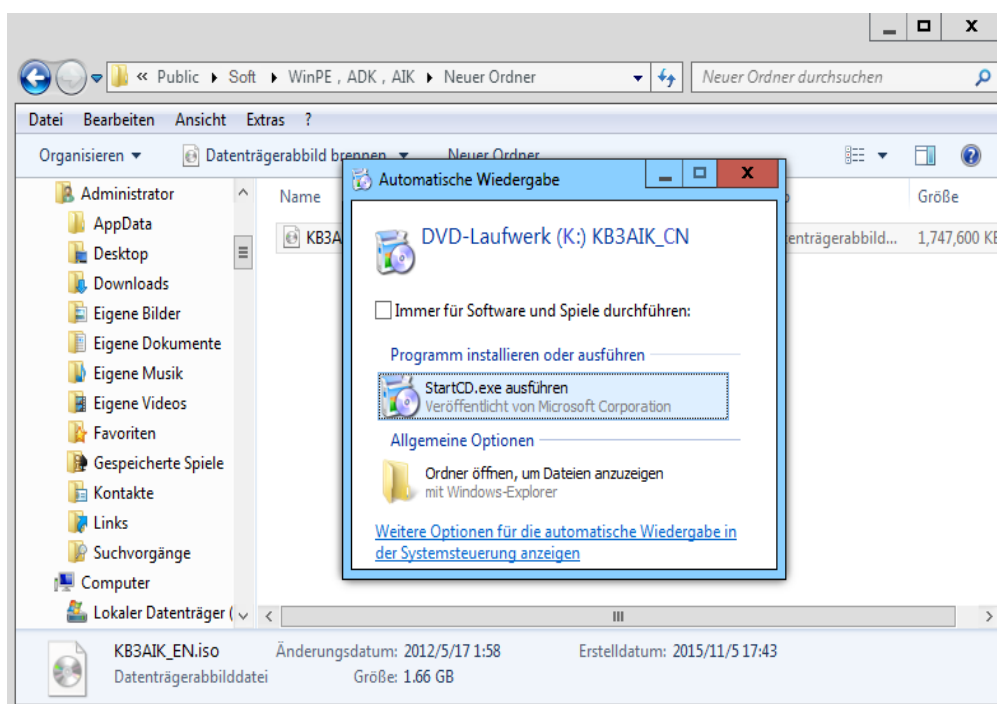 « Public ▸ Soft ▸ WinPE , ADK , AIK ▸ Neuer Ordner
Neuer Ordner durchsuchen
Datei Bearbeiten Ansicht Extras ?
Organisieren Datenträgerabbild brennen Neuer Ordner
Administrator
AppData
Desktop
Downloads
Eigene Bilder
Eigene Dokumente
Eigene Musik
Eigene Videos
Favoriten
Gespeicherte Spiele
Kontakte
Links
Suchvorgänge
Computer
Lokaler Datenträger (
Name
Größe
KB3A
enträgerabbild...
1,747,600 KB
Automatische Wiedergabe
DVD-Laufwerk (K:) KB3AIK_CN
Immer für Software und Spiele durchführen:
Programm installieren oder ausführen
StartCD.exe ausführen
Veröffentlicht von Microsoft Corporation
Allgemeine Optionen
Ordner öffnen, um Dateien anzuzeigen
mit Windows-Explorer
Weitere Optionen für die automatische Wiedergabe in
der Systemsteuerung anzeigen
KB3AIK_EN.iso Änderungsdatum: 2012/5/17 1:58 Erstelldatum: 2015/11/5 17:43
Datenträgerabbilddatei Größe: 1.66 GB